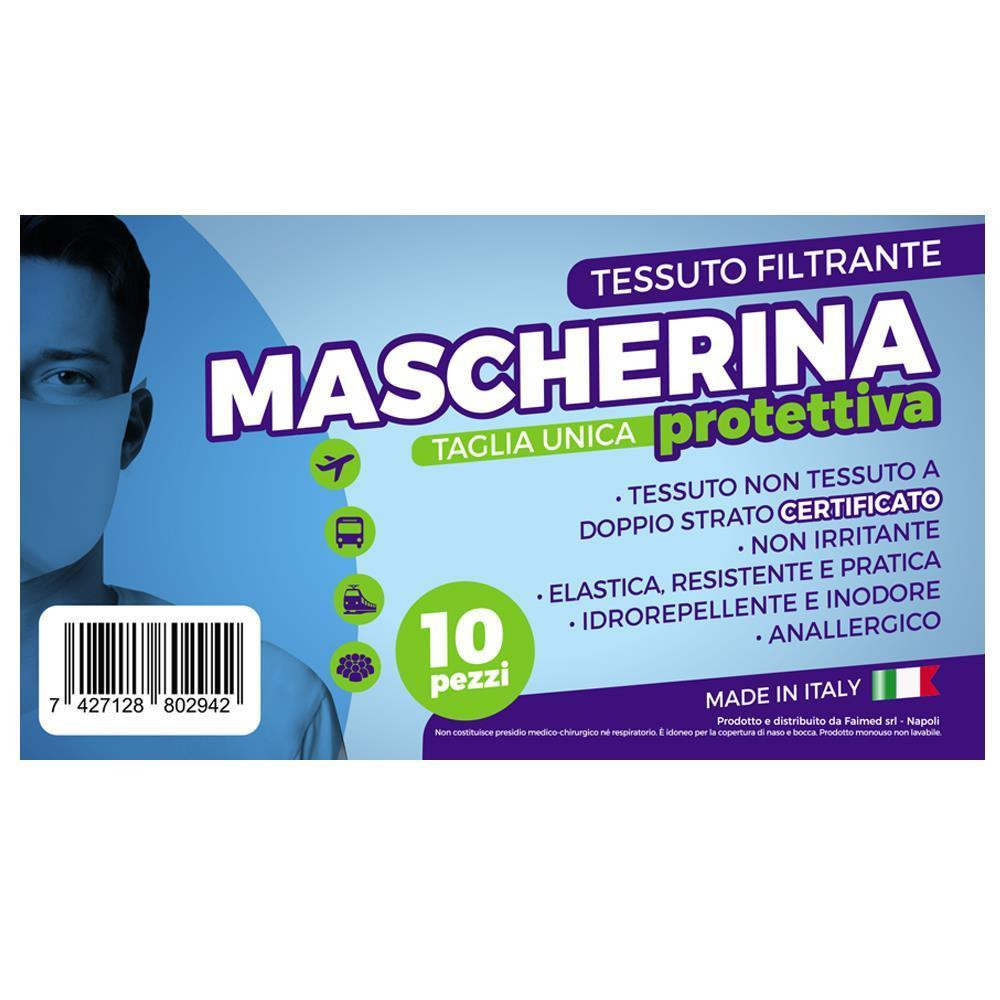 TESSUTO FILTRANTE
MASCHERINA
TAGLIA UNICA protettiva
• TESSUTO NON TESSUTO A
DOPPIO STRATO CERTIFICATO
• NON IRRITANTE
• ELASTICA, RESISTENTE E PRATICA
• IDROREPELLENTE E INODORE
• ANALLERGICO
10
pezzi
7 427128 802942
MADE IN ITALY
Prodotto e distribuito da Faimed srl - Napoli
Non costituisce presidio medico-chirurgico né respiratorio. È idoneo per la copertura di naso e bocca. Prodotto monouso non lavabile.